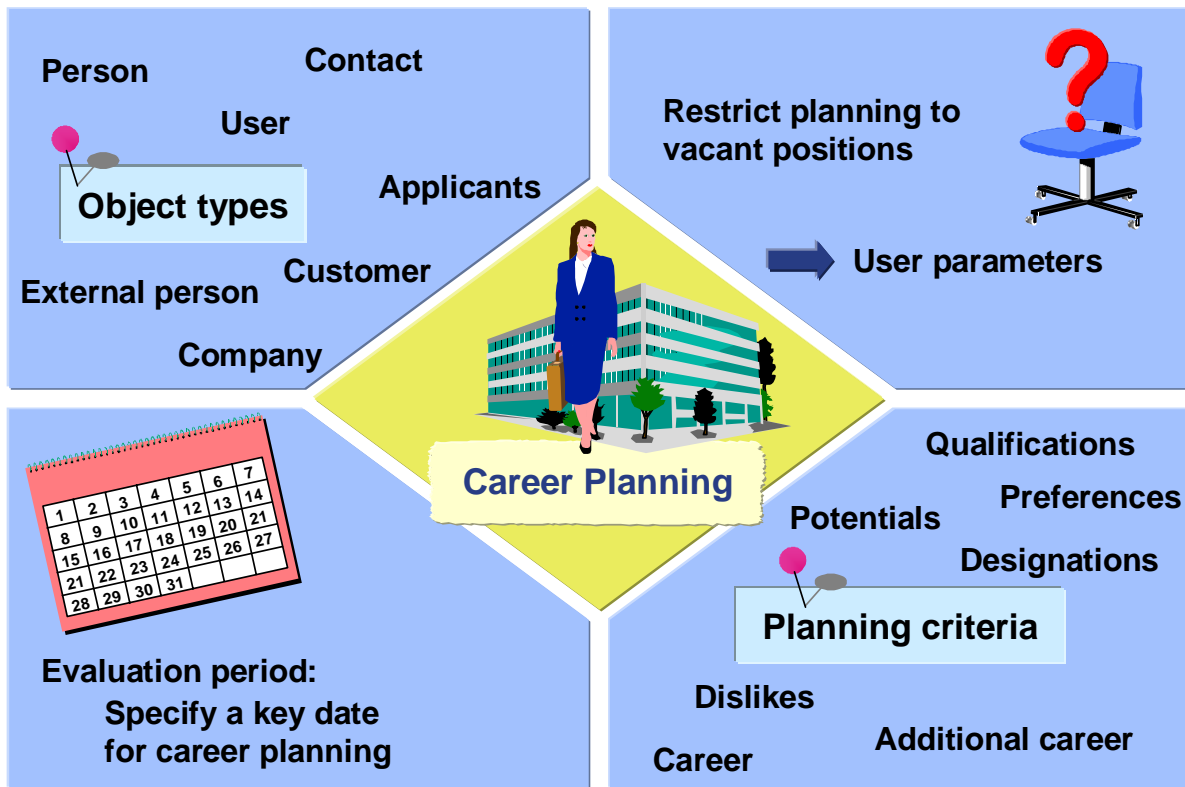 Person
Contact
User
Object types
Applicants
Customer
External person
Company
Restrict planning to
vacant positions
?
User parameters
Career Planning
1 2 3 4 5 6 7
8 9 10 11 12 13 14
15 16 17 18 19 20 21
21 22 23 24 25 26 27
28 29 30 31
Evaluation period:
Specify a key date
for career planning
Qualifications
Preferences
Potentials
Designations
Planning criteria
Dislikes
Additional career
Career